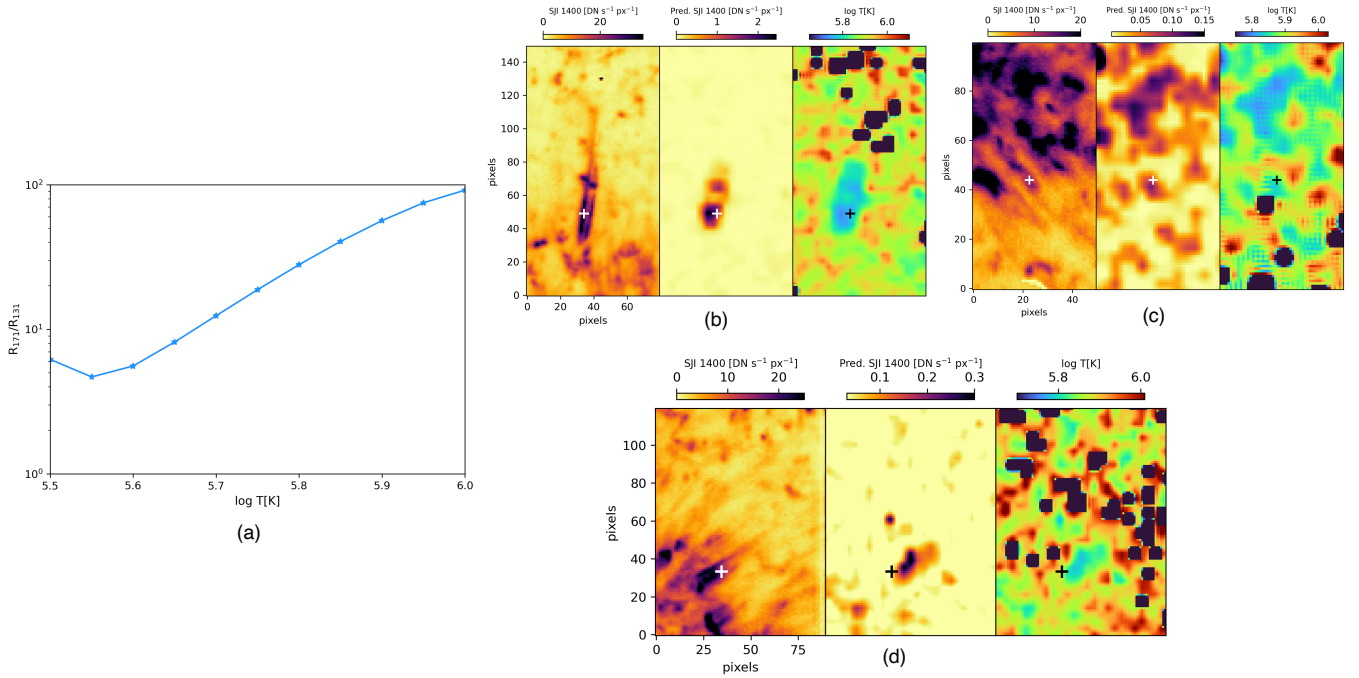 10²
10¹
10⁰
R₁₇₁/R₁₃₁
5.5 5.6 5.7 5.8 5.9 6.0
log T[K]
(a)
SJI 1400 [DN s⁻¹ px⁻¹] Pred. SJI 1400 [DN s⁻¹ px⁻¹] log T[K]
0 20 0 1 2 5.8 6.0
140
120
100
80
60
40
20
0
pixels
0 20 40 60
pixels
(b)
SJI 1400 [DN s⁻¹ px⁻¹] Pred. SJI 1400 [DN s⁻¹ px⁻¹] log T[K]
0 10 20 0.05 0.10 0.15 5.8 5.9 6.0
80
60
40
20
0
pixels
0 20 40
pixels
(c)
SJI 1400 [DN s⁻¹ px⁻¹] Pred. SJI 1400 [DN s⁻¹ px⁻¹] log T[K]
0 10 20 0.1 0.2 0.3 5.8 6.0
100
80
60
40
20
0
pixels
0 25 50 75
pixels
(d)